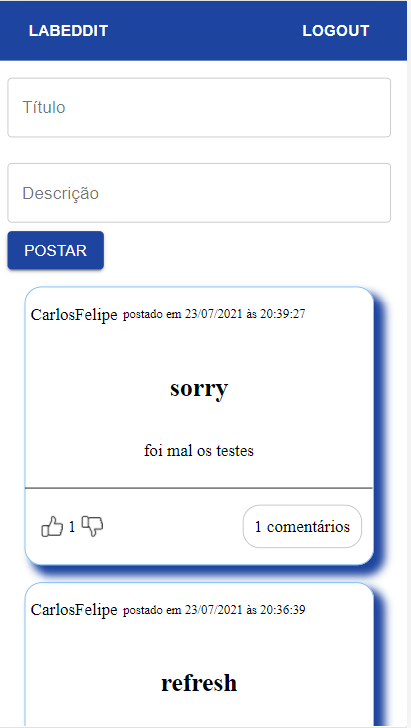 LABEDDIT LOGOUT
Título
Descrição
POSTAR
CarlosFelipe postado em 23/07/2021 às 20:39:27
sorry
foi mal os testes
1 1 comentários
CarlosFelipe postado em 23/07/2021 às 20:36:39
refresh